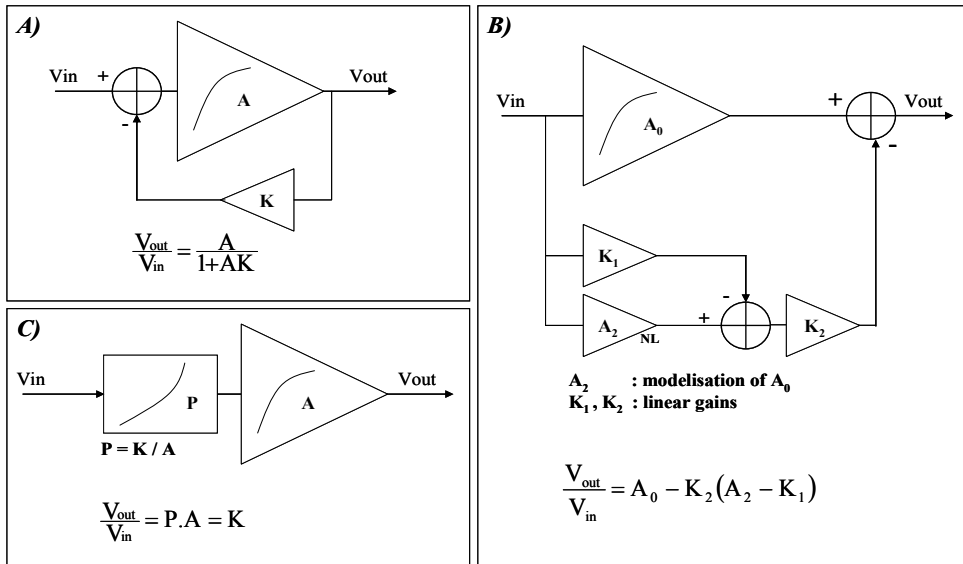 A)
Vin
+
-
A
Vout
K
Vout / Vin = A / 1+AK
B)
Vin
A0
+
-
Vout
K1
-
A2
NL
+
K2
A2 : modelisation of A0
K1 , K2 : linear gains
Vout / Vin = A0 − K2(A2 − K1)
C)
Vin
P
A
Vout
P = K / A
Vout / Vin = P.A = K